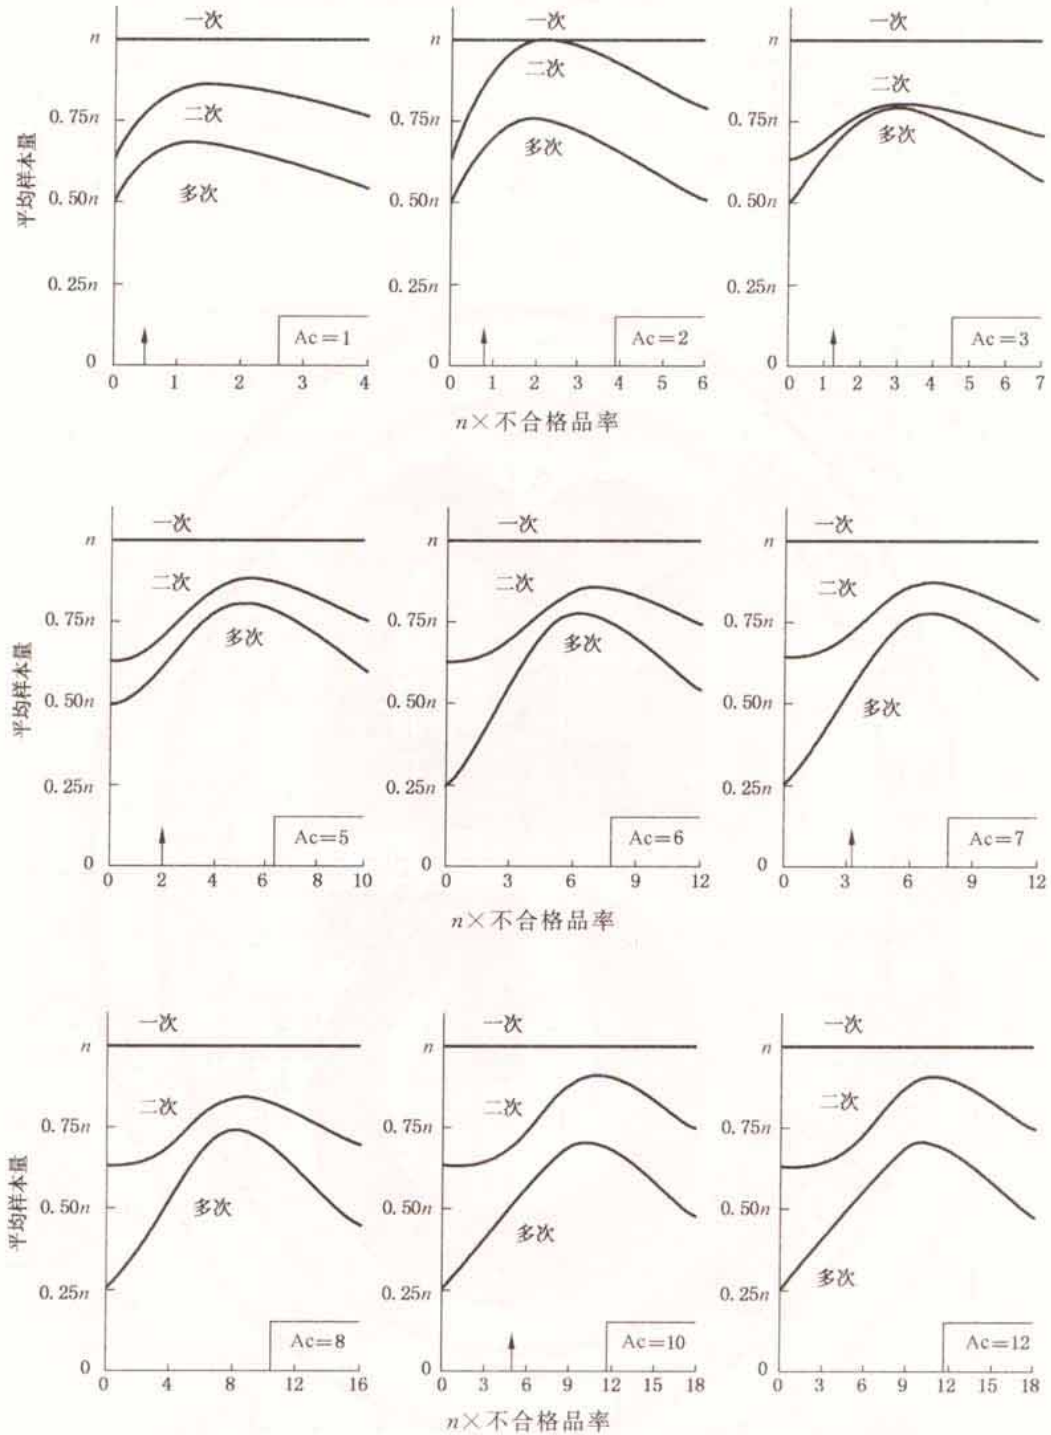 一次 一次 一次
n n n
二次
二次 二次
0.75n 0.75n 0.75n
多次 多次
多次
0.50n 0.50n 0.50n
平均样本量
0.25n 0.25n 0.25n
Ac=1 Ac=2 Ac=3
0 0 0
0 1 2 3 4 0 1 2 3 4 5 6 0 1 2 3 4 5 6 7
n×不合格品率
一次 一次 一次
n n n
二次 二次 二次
0.75n 0.75n 0.75n
多次 多次
多次
0.50n 0.50n 0.50n
平均样本量
0.25n 0.25n 0.25n
Ac=5 Ac=6 Ac=7
0 0 0
0 2 4 6 8 10 0 3 6 9 12 0 3 6 9 12
n×不合格品率
一次 一次 一次
n n n
二次 二次 二次
0.75n 0.75n 0.75n
多次 多次
0.50n 0.50n 0.50n
平均样本量
多次
0.25n 0.25n 0.25n
Ac=8 Ac=10 Ac=12
0 0 0
0 4 8 12 16 0 3 6 9 12 15 18 0 3 6 9 12 15 18
n×不合格品率